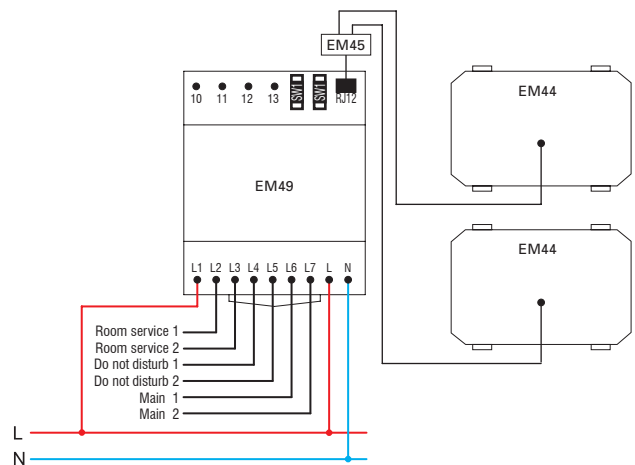 EM45
EM44
10 11 12 13 SW1 SW1 RJ12
EM49
EM44
L1 L2 L3 L4 L5 L6 L7 L N
Room service 1
Room service 2
Do not disturb 1
Do not disturb 2
Main 1
Main 2
L
N